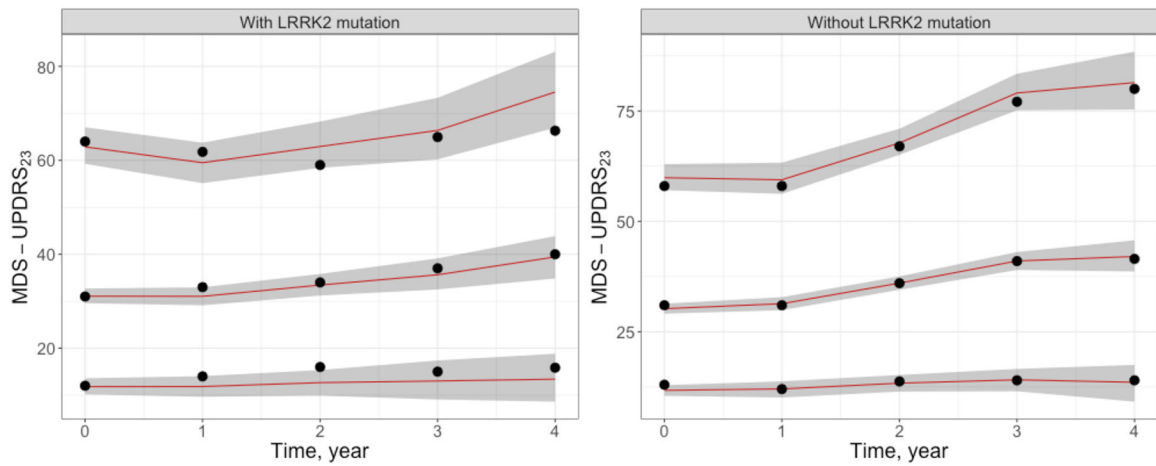 With LRRK2 mutation
Without LRRK2 mutation
MDS – UPDRS₂₃
80
60
40
20
0 1 2 3 4
Time, year
MDS – UPDRS₂₃
75
50
25
0 1 2 3 4
Time, year